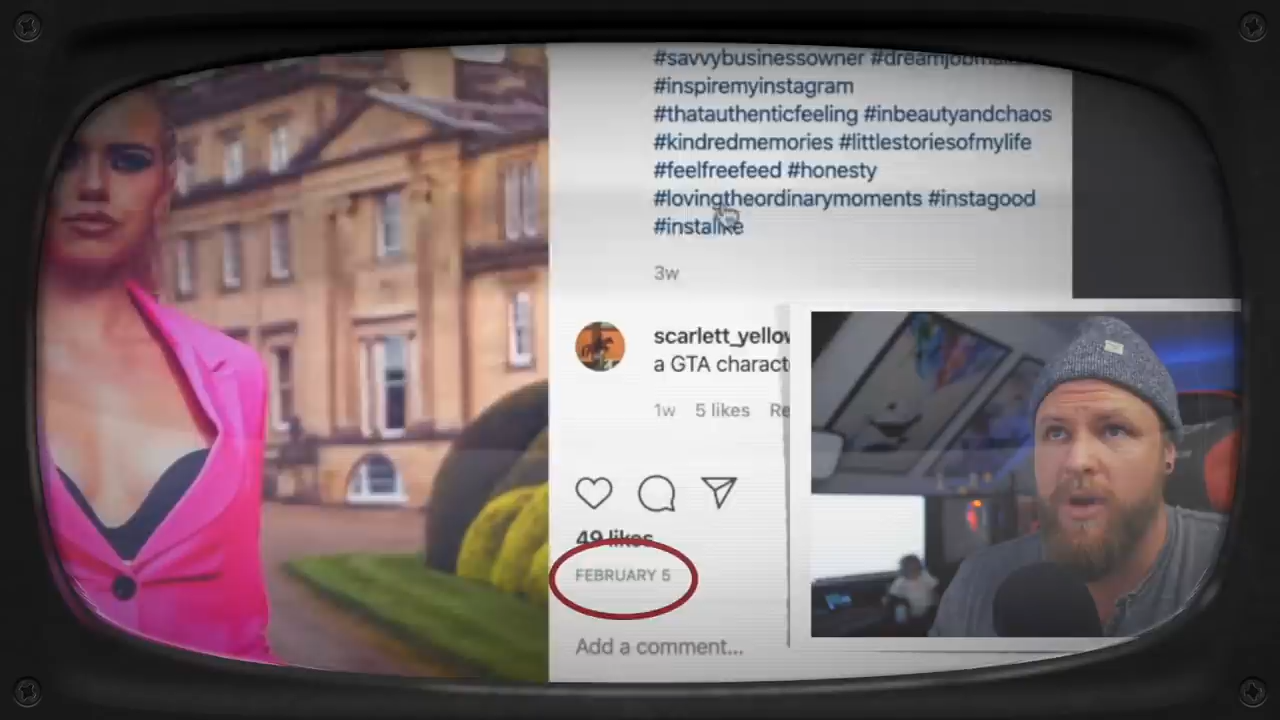 #savvybusinessowner
#inspiremyinstagram
#thatauthenticfeeling #inbeautyandchaos
#kindredmemories #littlestoriesofmylife
#feelfreefeed #honesty
#lovingtheordinarymoments #instagood
#instalike
3w
a GTA
1w 5 likes
49 likes
FEBRUARY 5
Add a comment...